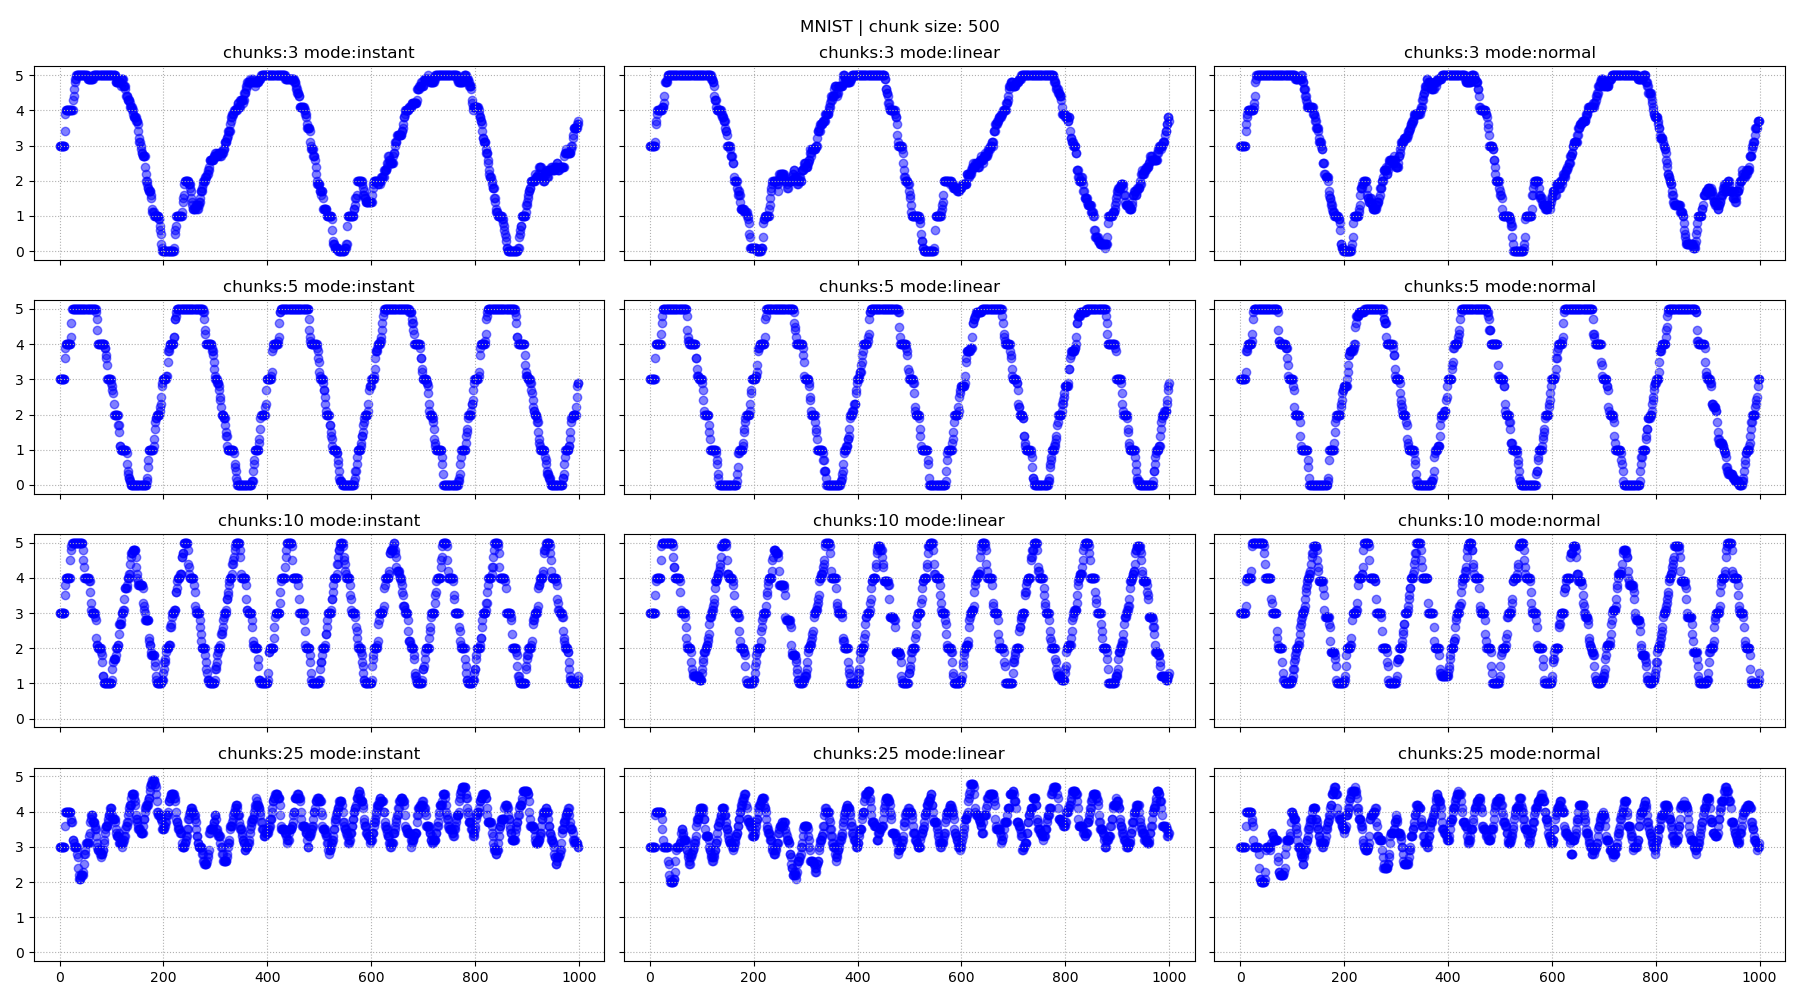 MNIST | chunk size: 500
chunks:3 mode:instant
chunks:3 mode:linear
chunks:3 mode:normal
5
4
3
2
1
0
chunks:5 mode:instant
chunks:5 mode:linear
chunks:5 mode:normal
5
4
3
2
1
0
chunks:10 mode:instant
chunks:10 mode:linear
chunks:10 mode:normal
5
4
3
2
1
0
chunks:25 mode:instant
chunks:25 mode:linear
chunks:25 mode:normal
5
4
3
2
1
0
0 200 400 600 800 1000
0 200 400 600 800 1000
0 200 400 600 800 1000